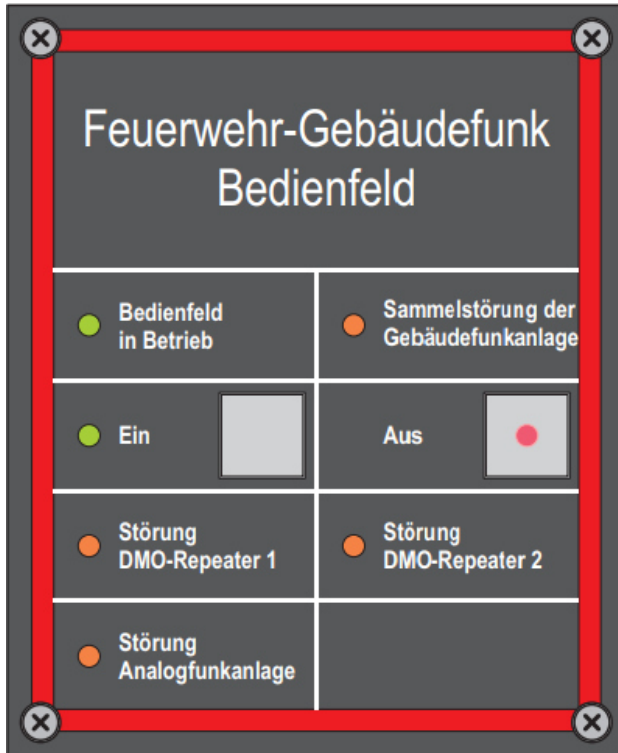 Feuerwehr-Gebäudefunk
Bedienfeld
Bedienfeld
in Betrieb
Sammelstörung der
Gebäudefunkanlage
Ein
Aus
Störung
DMO-Repeater 1
Störung
DMO-Repeater 2
Störung
Analogfunkanlage